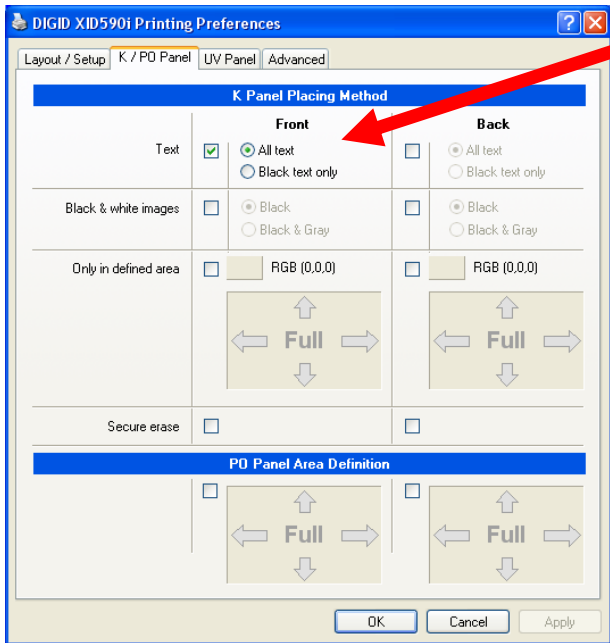 DIGID XID590i Printing Preferences
Layout / Setup K / PO Panel UV Panel Advanced
K Panel Placing Method
Front Back
Text All text All text
Black text only Black text only
Black & white images Black Black
Black & Gray Black & Gray
Only in defined area RGB (0,0,0) RGB (0,0,0)
Full Full
Secure erase
PO Panel Area Definition
Full Full
OK Cancel Apply